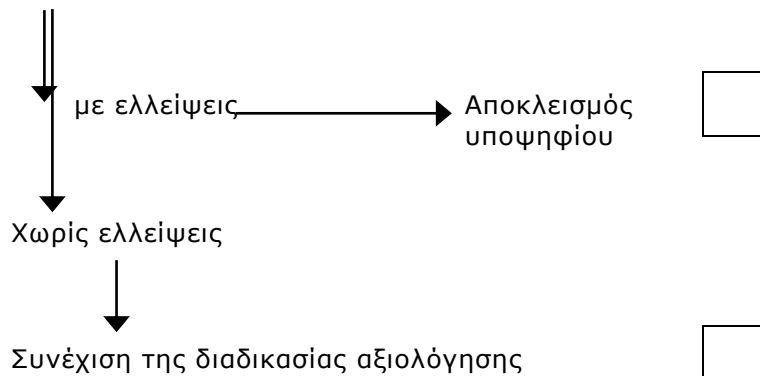 με ελλείψεις
Αποκλεισμός
υποψηφίου
Χωρίς ελλείψεις
Συνέχιση της διαδικασίας αξιολόγησης